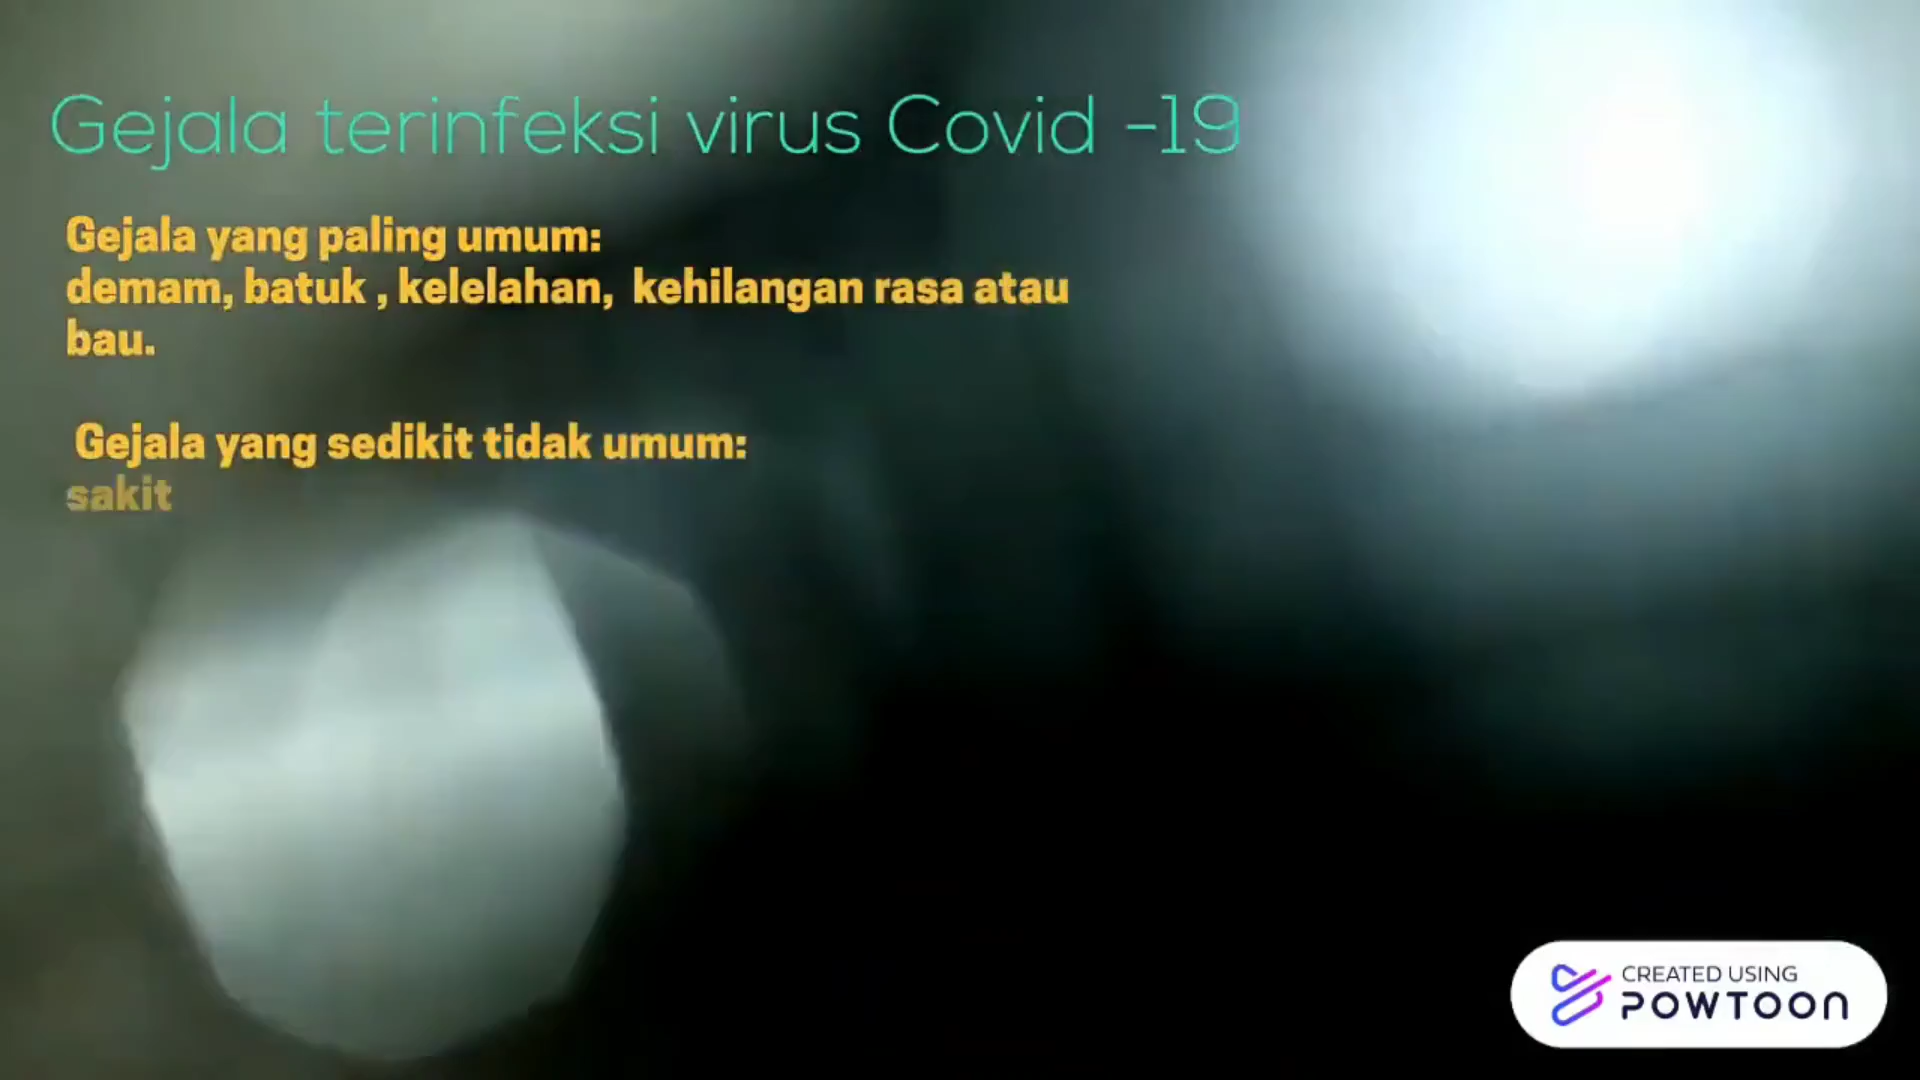 Gejala terinfeksi virus Covid -19
Gejala yang paling umum:
demam, batuk , kelelahan, kehilangan rasa atau
bau.
Gejala yang sedikit tidak umum:
sakit
CREATED USING
POWTOON